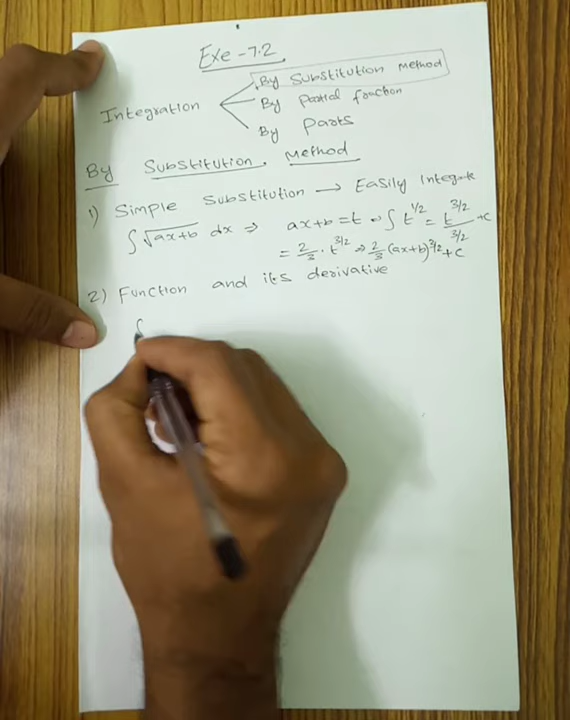 Exe-7.2
By Substitution Method
Integration By Partial fraction
By Parts
By Substitution Method
1) Simple Substitution → Easily Integrate
∫√ax+b dx ⇒ ax+b=t ⇒ ∫t^1/2 = t^3/2 / 3/2 +c
= 2/3 . t^3/2 ⇒ 2/3 (ax+b)^3/2 + c
2) Function and its derivative
∫